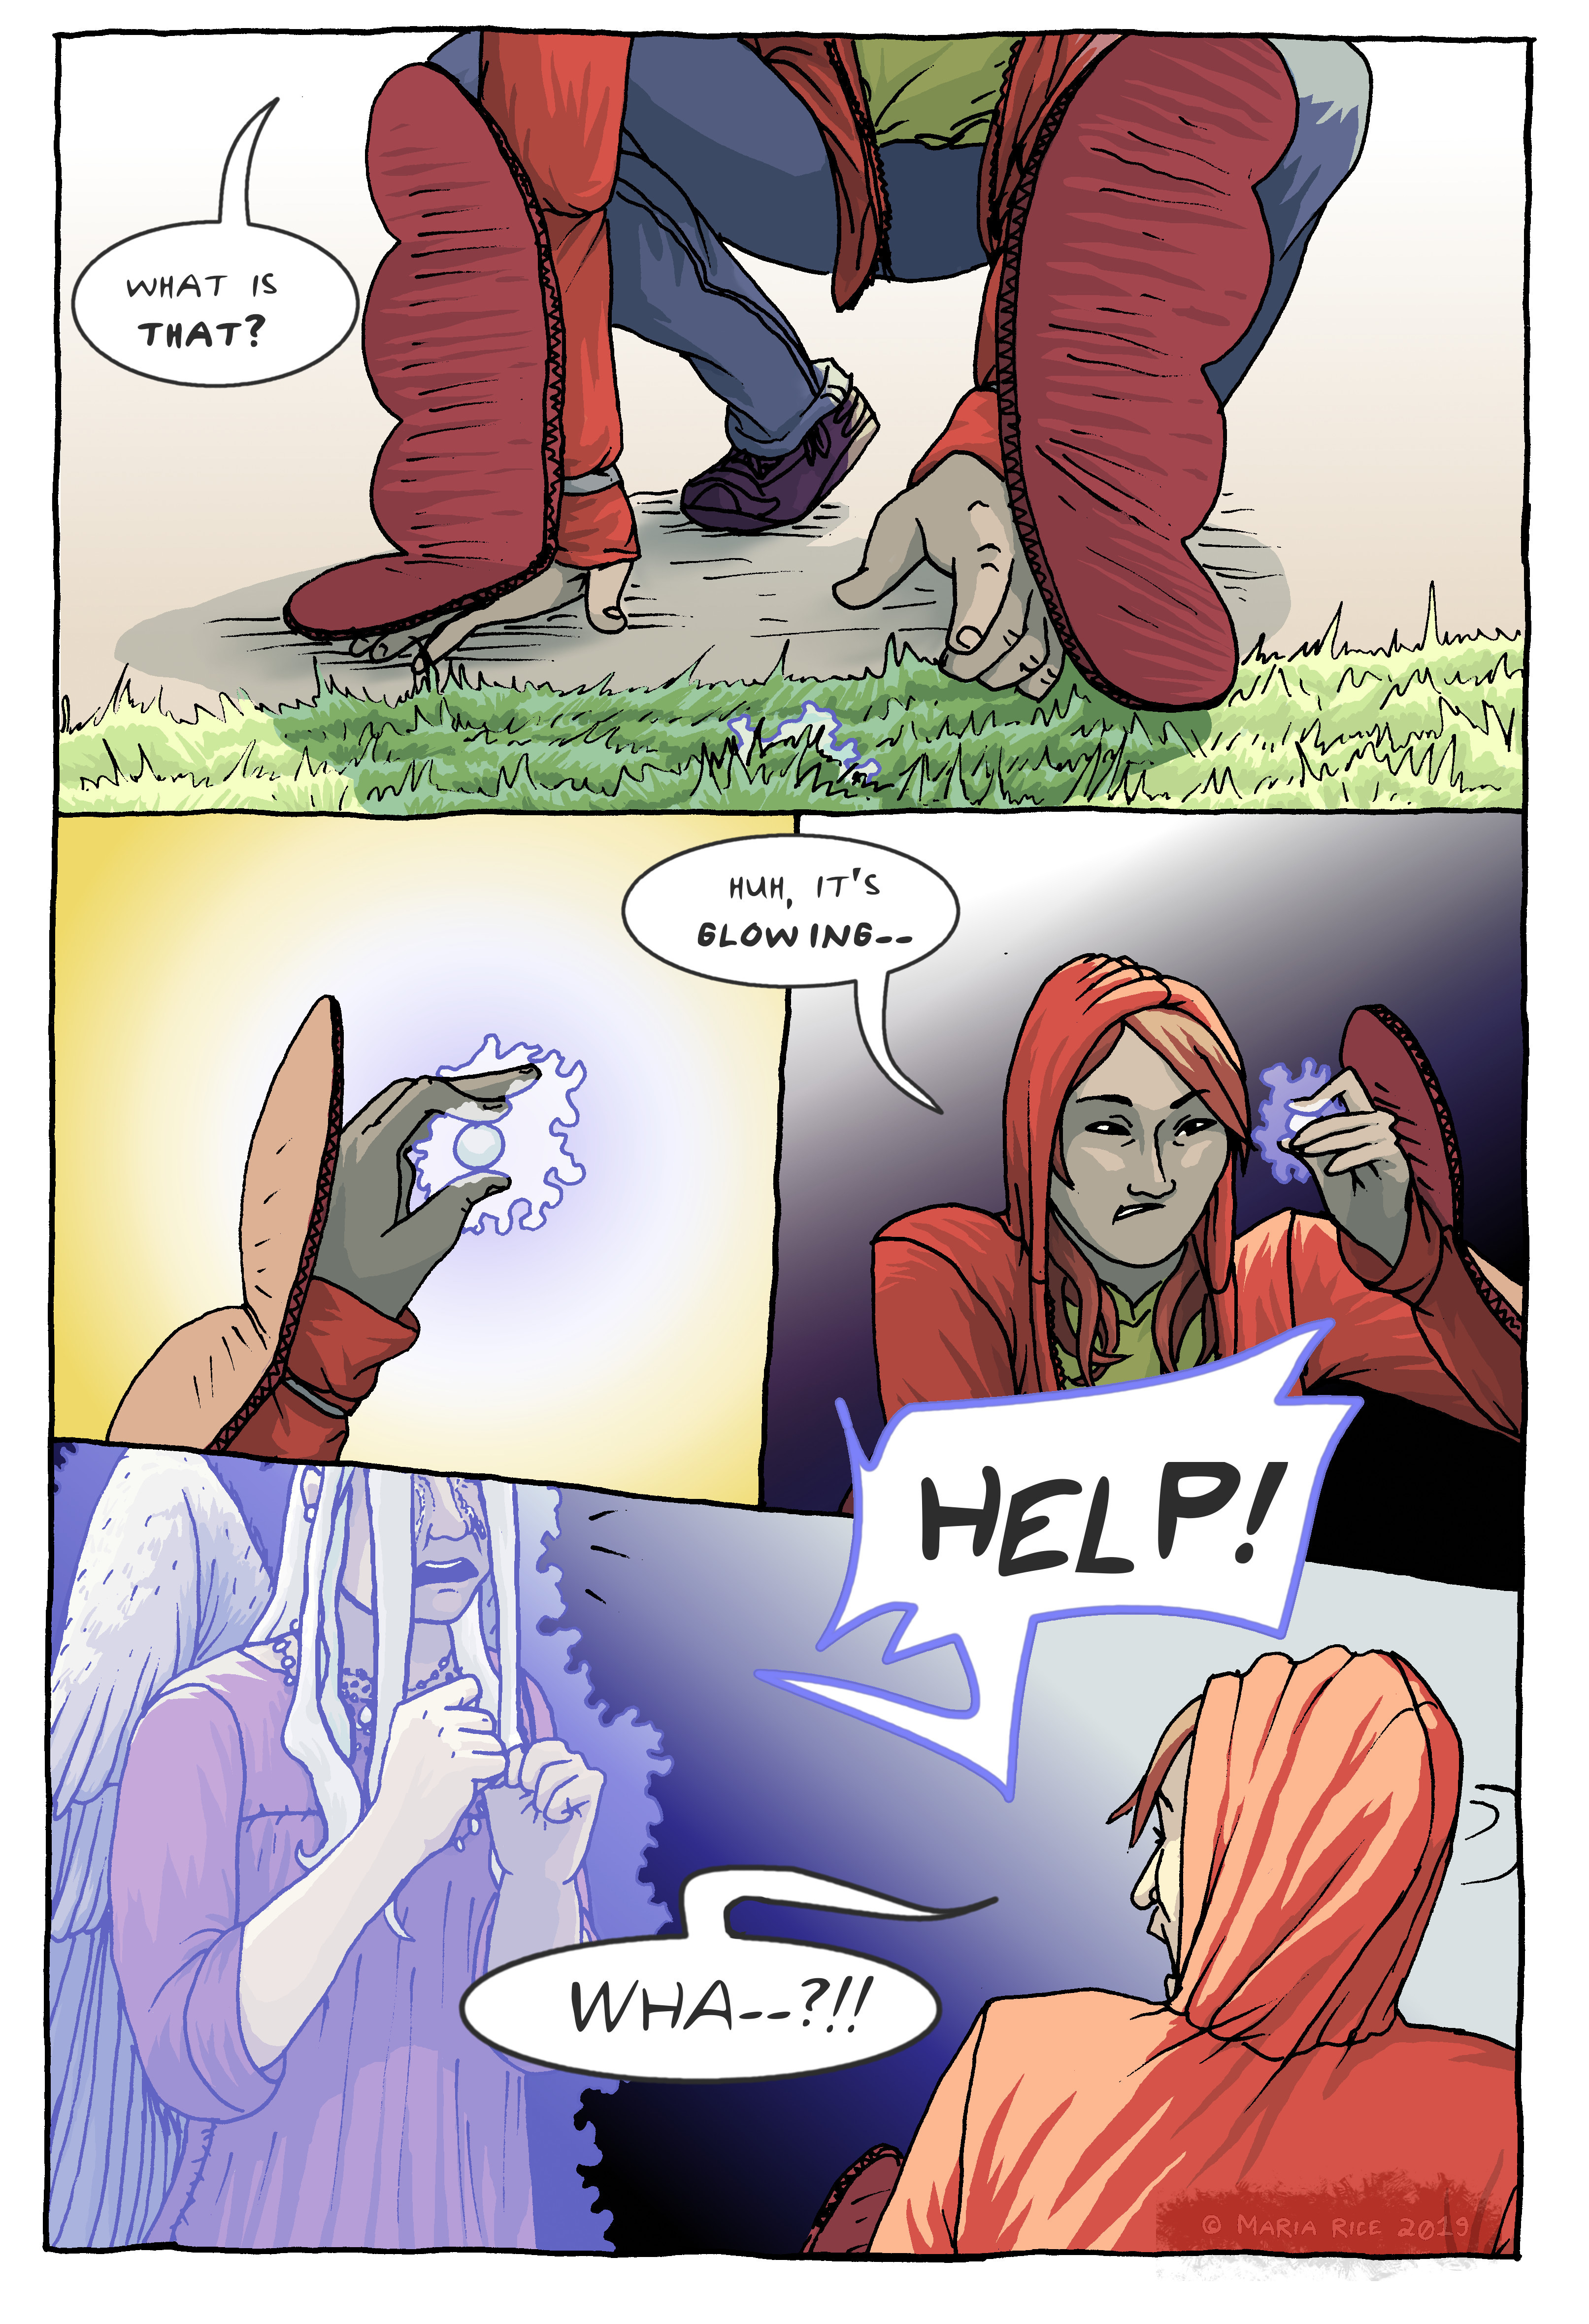 WHAT IS
THAT?
HUH, IT'S
GLOWING--
HELP!
WHA--?!!
© MARIA RICE 2019